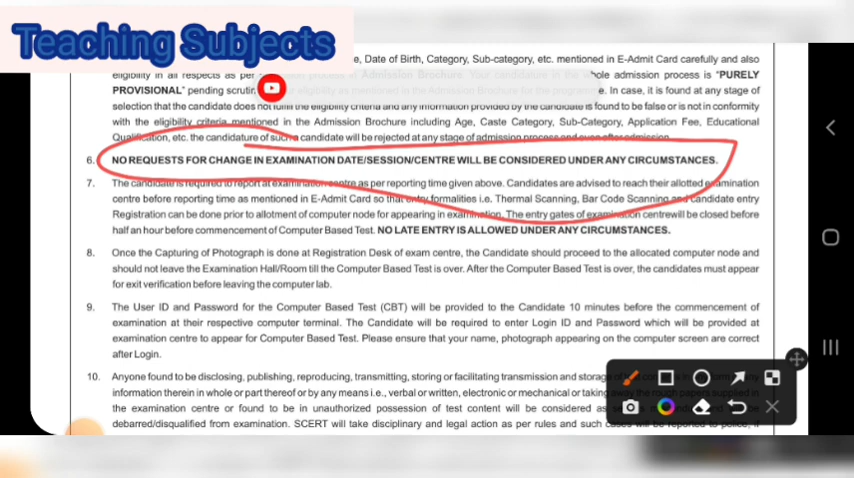 Teaching Subjects
e, Date of Birth, Category, Sub-category, etc. mentioned in E-Admit Card carefully and also
eligibility in all respects as per selection process in Admission Brochure. Your candidature in the whole admission process is "PURELY
PROVISIONAL" pending scrutiny of eligibility as mentioned in the Admission Brochure for the programme. In case, it is found at any stage of
selection that the candidate does not fulfill the eligibility criteria and any information provided by the candidate is found to be false or is not in conformity
with the eligibility criteria mentioned in the Admission Brochure including Age, Caste Category, Sub-Category, Application Fee, Educational
Qualification, etc. the candidature of such a candidate will be rejected at any stage of admission process and even after admission.
6. NO REQUESTS FOR CHANGE IN EXAMINATION DATE/SESSION/CENTRE WILL BE CONSIDERED UNDER ANY CIRCUMSTANCES.
7. The candidate is required to report at examination centre as per reporting time given above. Candidates are advised to reach their allotted examination
centre before reporting time as mentioned in E-Admit Card so that entry formalities i.e. Thermal Scanning, Bar Code Scanning and candidate entry
Registration can be done prior to allotment of computer node for appearing in examination. The entry gates of examination centrewill be closed before
half an hour before commencement of Computer Based Test. NO LATE ENTRY IS ALLOWED UNDER ANY CIRCUMSTANCES.
8. Once the Capturing of Photograph is done at Registration Desk of exam centre, the Candidate should proceed to the allocated computer node and
should not leave the Examination Hall/Room till the Computer Based Test is over. After the Computer Based Test is over, the candidates must appear
for exit verification before leaving the computer lab.
9. The User ID and Password for the Computer Based Test (CBT) will be provided to the Candidate 10 minutes before the commencement of
examination at their respective computer terminal. The Candidate will be required to enter Login ID and Password which will be provided at
examination centre to appear for Computer Based Test. Please ensure that your name, photograph appearing on the computer screen are correct
after Login.
10. Anyone found to be disclosing, publishing, reproducing, transmitting, storing or facilitating transmission and storage
information therein in whole or part thereof or by any means i.e., verbal or written, electronic or mechanical or taking away the rough papers supplied in
the examination centre or found to be in unauthorized possession of test content will be considered as
debarred/disqualified from examination. SCERT will take disciplinary and legal action as per rules and such cases will be reported to police, if